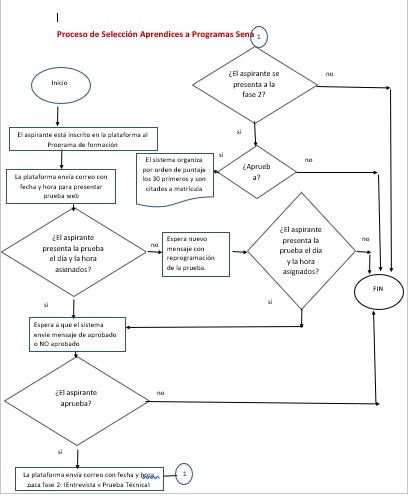 Proceso de Selección Aprendices a Programas Sena
1
Inicio
El aspirante está inscrito en la plataforma al
Programa de formación
La plataforma envía correo con
fecha y hora para presentar
prueba web
¿El aspirante
presenta la prueba
el día y la hora
asignados?
no
Espera nuevo
mensaje con
reprogramación
de la prueba.
¿El aspirante
presenta la
prueba el día
y la hora
asignados?
no
si
si
Espera a que el sistema
envíe mensaje de aprobado
o NO aprobado
¿El aspirante
aprueba?
no
si
La plataforma envía correo con fecha y hora
para fase 2: (Entrevista y Prueba Técnica)
1
¿El aspirante se
presenta a la
fase 2?
no
si
¿Aprueb
a?
no
si
El sistema organiza
por orden de puntaje
los 30 primeros y son
citados a matricula
FIN